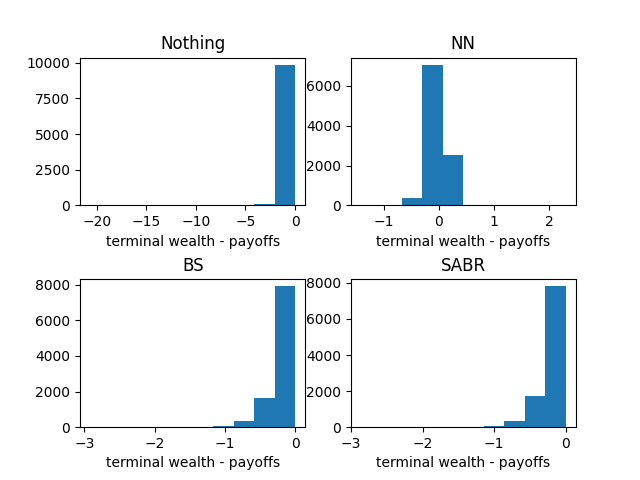 Nothing
10000
7500
5000
2500
0
−20 −15 −10 −5 0
terminal wealth - payoffs
NN
6000
4000
2000
0
−1 0 1 2
terminal wealth - payoffs
BS
8000
6000
4000
2000
0
−3 −2 −1 0
terminal wealth - payoffs
SABR
8000
6000
4000
2000
0
−3 −2 −1 0
terminal wealth - payoffs